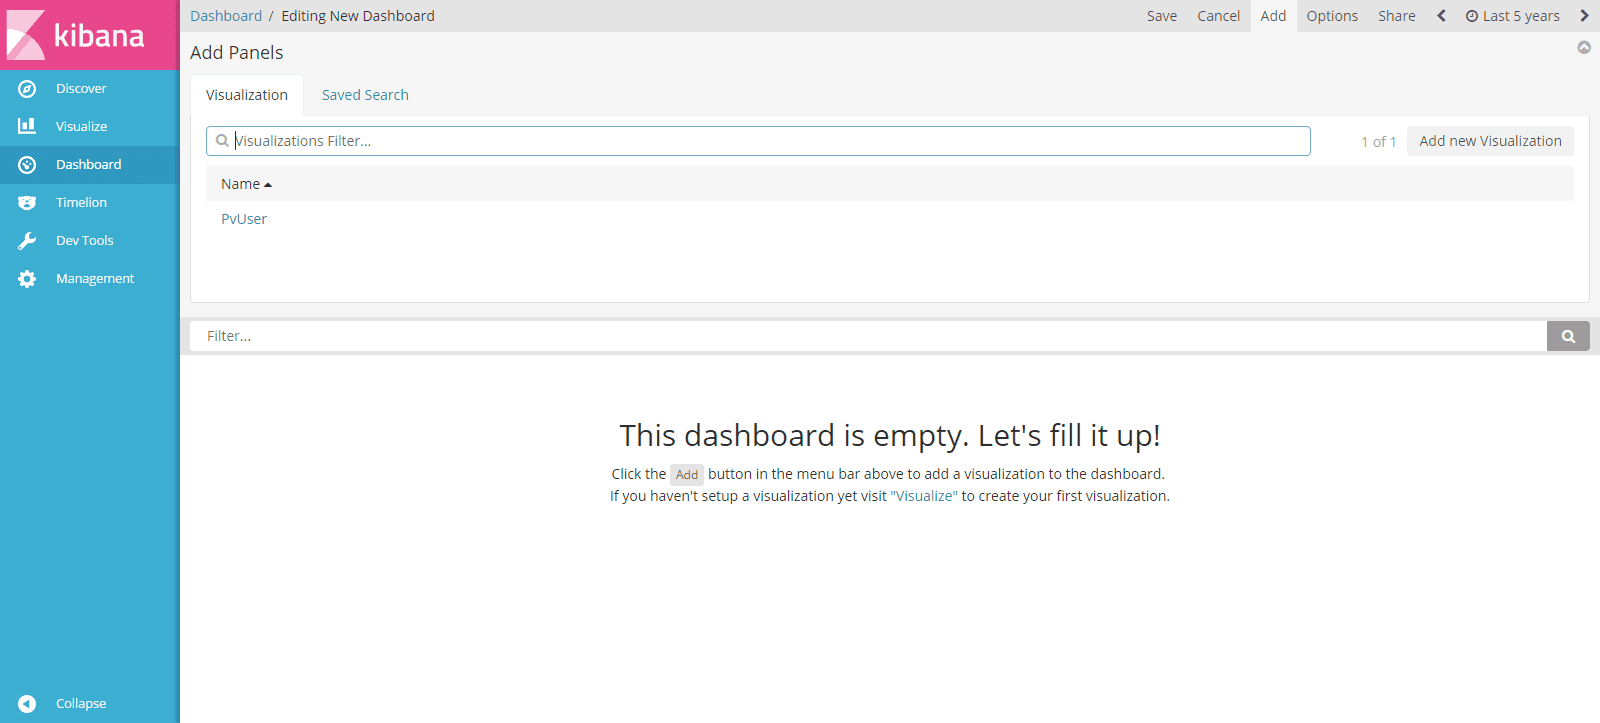 kibana
Discover
Visualize
Dashboard
Timelion
Dev Tools
Management
Collapse
Dashboard / Editing New Dashboard
Save Cancel Add Options Share Last 5 years
Add Panels
Visualization Saved Search
Visualizations Filter...
1 of 1 Add new Visualization
Name
PvUser
Filter...
This dashboard is empty. Let's fill it up!
Click the Add button in the menu bar above to add a visualization to the dashboard.
If you haven't setup a visualization yet visit "Visualize" to create your first visualization.